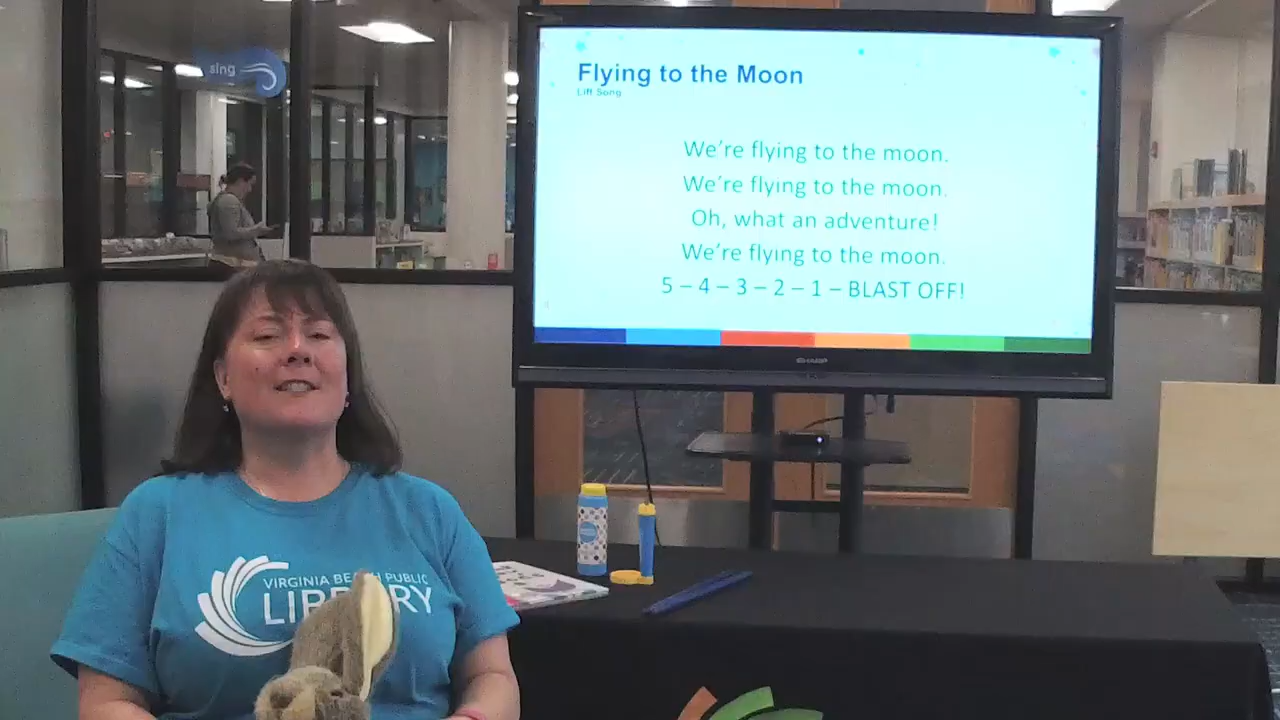 sing
Flying to the Moon
Lift Song
We're flying to the moon.
We're flying to the moon.
Oh, what an adventure!
We're flying to the moon.
5 – 4 – 3 – 2 – 1 – BLAST OFF!
SHARP
VIRGINIA BEACH PUBLIC
LIBRARY